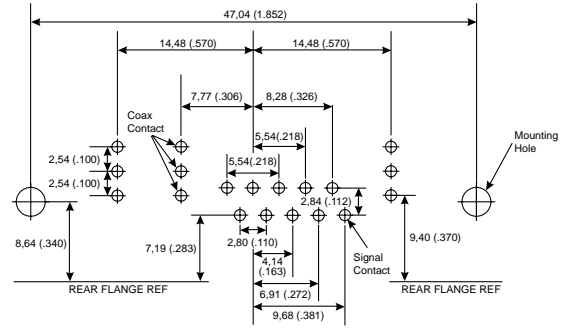 47,04 (1.852)
14,48 (.570)
14,48 (.570)
7,77 (.306)
8,28 (.326)
Coax
Contact
5,54(.218)
Mounting
Hole
2,54 (.100)
5,54(.218)
2,54 (.100)
2,84 (.112)
8,64 (.340)
7,19 (.283)
2,80 (.110)
9,40 (.370)
4,14
(.163)
Signal
Contact
6,91 (.272)
REAR FLANGE REF
REAR FLANGE REF
9,68 (.381)